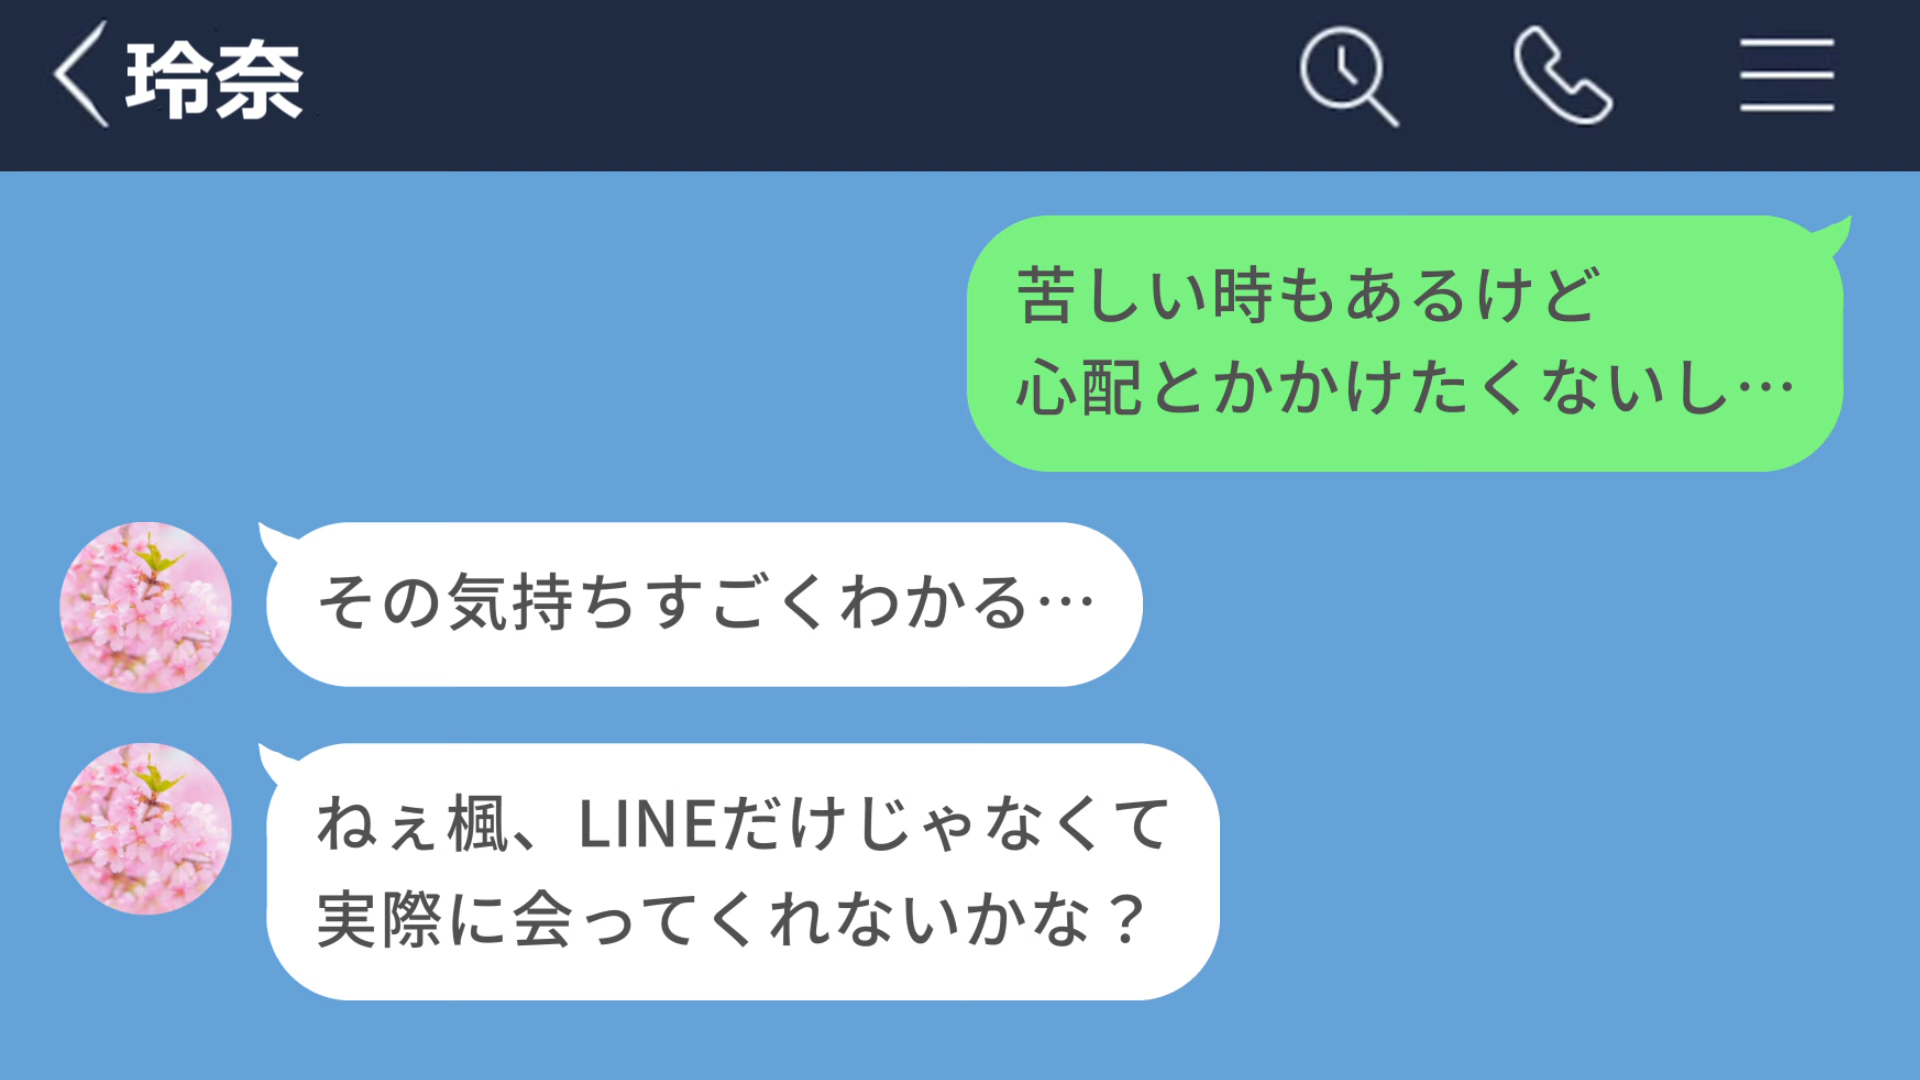 玲奈
苦しい時もあるけど
心配とかかけたくないし…
その気持ちすごくわかる…
ねぇ楓、LINEだけじゃなくて
実際に会ってくれないかな？